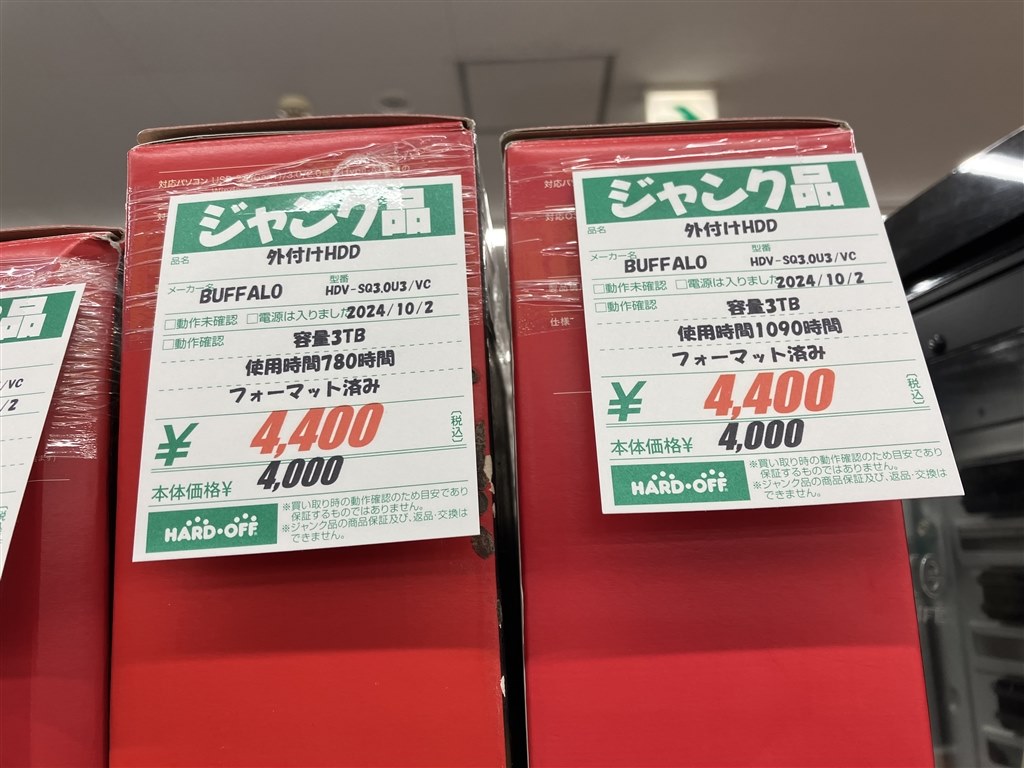 品
/VC
/2
対応パソコン
ジャンク品
品名
外付けHDD
メーカー名
BUFFALO
型番
HDV-SQ3.0U3/VC
□動作未確認 □電源は入りました
2024/10/2
□動作確認
容量3TB
使用時間780時間
フォーマット済み
¥
4,400
(税込)
本体価格¥
4,000
HARD・OFF
※買い取り時の動作確認のため目安であり
保証するものではありません。
※ジャンク品の商品保証及び、返品・交換は
できません。
ジャンク品
品名
外付けHDD
メーカー名
BUFFALO
型番
HDV-SQ3.0U3/VC
□動作未確認 □電源は入りました
2024/10/2
□動作確認
容量3TB
使用時間1090時間
フォーマット済み
¥
4,400
(税込)
本体価格¥
4,000
HARD・OFF
※買い取り時の動作確認のため目安であり
保証するものではありません。
※ジャンク品の商品保証及び、返品・交換は
できません。
仕様